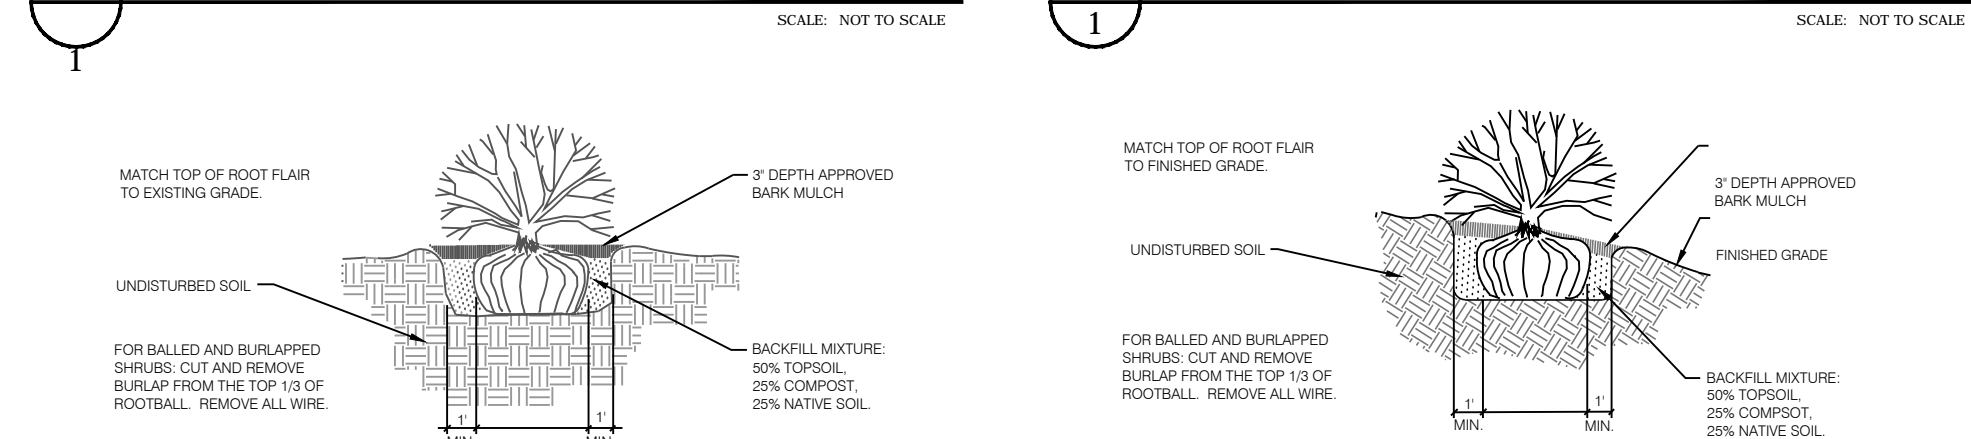 SCALE: NOT TO SCALE
1
MATCH TOP OF ROOT FLAIR
TO EXISTING GRADE.
3" DEPTH APPROVED
BARK MULCH
UNDISTURBED SOIL
FOR BALLED AND BURLAPPED
SHRUBS: CUT AND REMOVE
BURLAP FROM THE TOP 1/3 OF
ROOTBALL. REMOVE ALL WIRE.
BACKFILL MIXTURE:
50% TOPSOIL,
25% COMPOST,
25% NATIVE SOIL.
1'
1'
MIN.
MIN.
SCALE: NOT TO SCALE
1
MATCH TOP OF ROOT FLAIR
TO FINISHED GRADE.
3" DEPTH APPROVED
BARK MULCH
UNDISTURBED SOIL
FINISHED GRADE
FOR BALLED AND BURLAPPED
SHRUBS: CUT AND REMOVE
BURLAP FROM THE TOP 1/3 OF
ROOTBALL. REMOVE ALL WIRE.
BACKFILL MIXTURE:
50% TOPSOIL,
25% COMPSOT,
25% NATIVE SOIL.
1'
1'
MIN.
MIN.